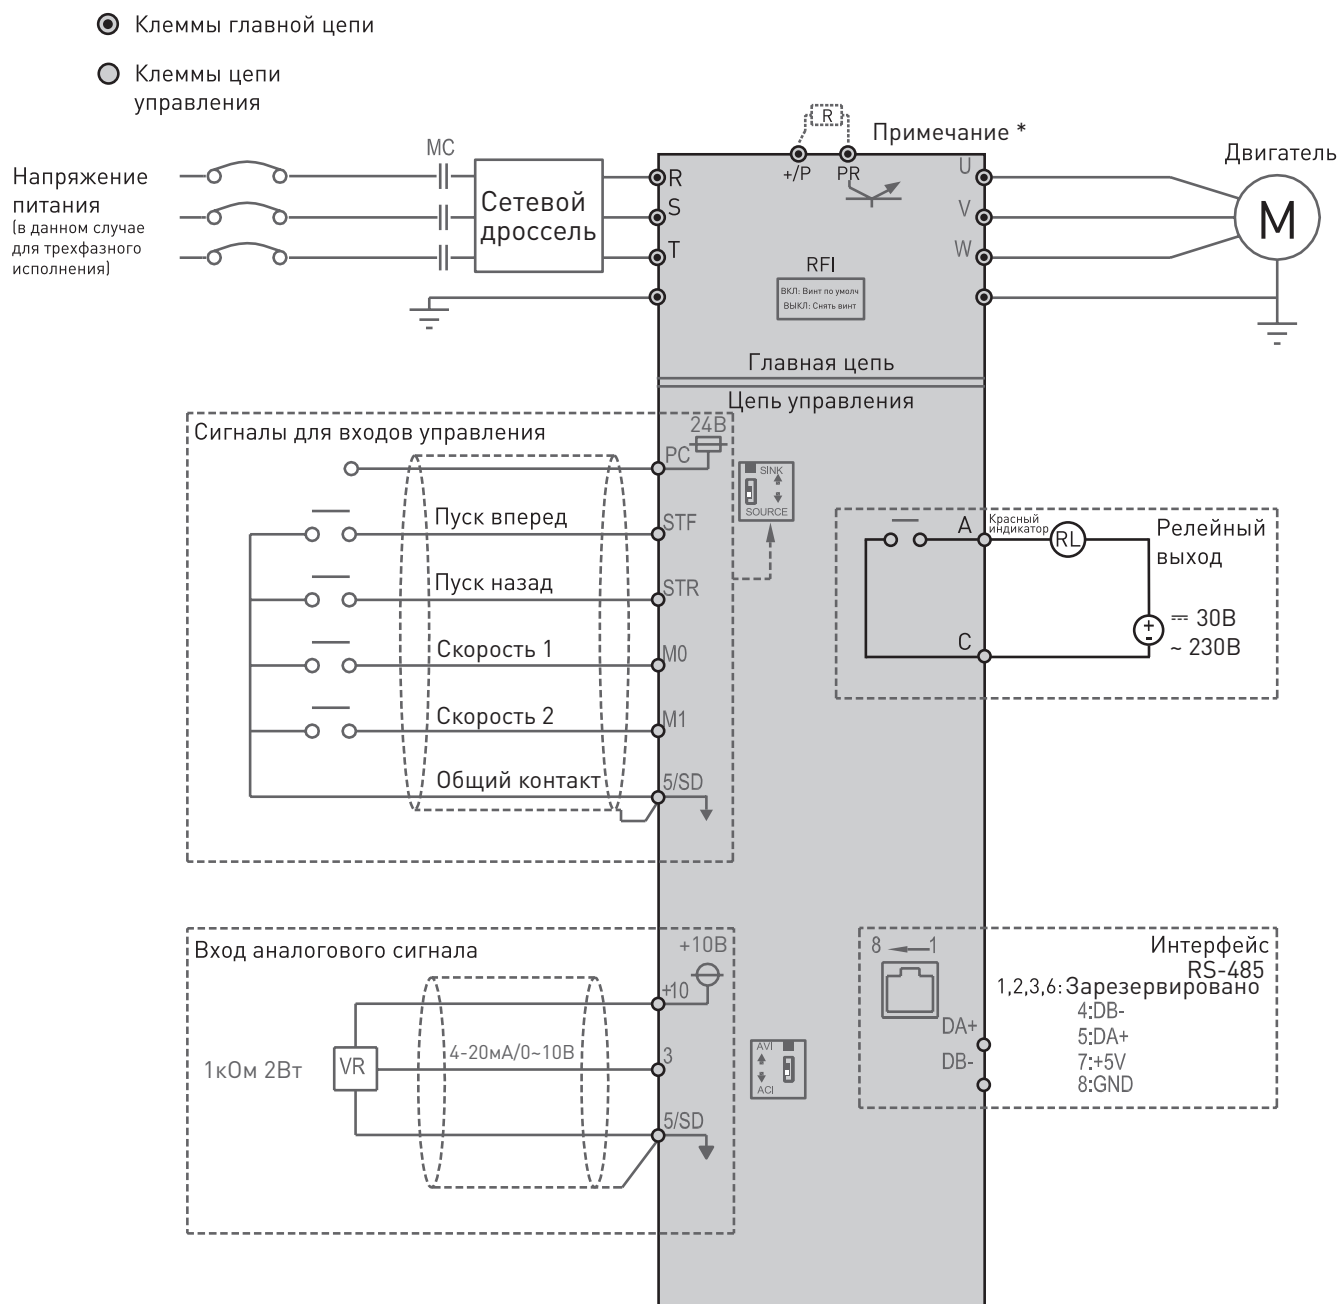 Клеммы главной цепи
Клеммы цепи
управления
R
Примечание *
+/P
PR
MC
Напряжение
питания
(в данном случае
для трехфазного
исполнения)
Сетевой
дроссель
R
S
T
U
V
W
Двигатель
M
RFI
ВКЛ: Винт по умолч
ВЫКЛ: Снять винт
Главная цепь
Цепь управления
Сигналы для входов управления
24В
PC
SINK
SOURCE
Пуск вперед
STF
Пуск назад
STR
Скорость 1
M0
Скорость 2
M1
Общий контакт
5/SD
A
Красный
индикатор
RL
Релейный
выход
30В
~ 230В
C
Вход аналогового сигнала
+10В
+10
4-20мА/0~10В
3
1кОм 2Вт
VR
5/SD
AVI
ACI
8
1
Интерфейс
RS-485
1,2,3,6: Зарезервировано
4:DB-
5:DA+
7:+5V
8:GND
DA+
DB-